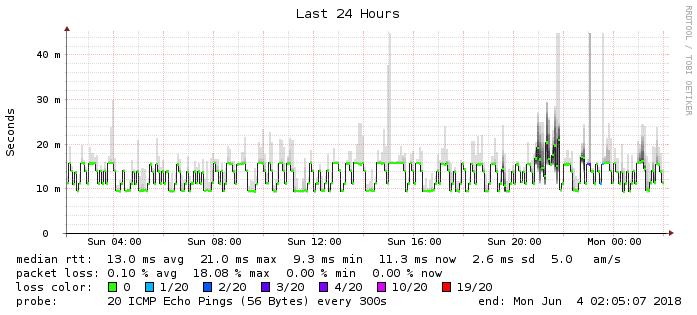 Last 24 Hours
RRDTOOL / TOBI OETIKER
Seconds
40 m
30 m
20 m
10 m
0
Sun 04:00 Sun 08:00 Sun 12:00 Sun 16:00 Sun 20:00 Mon 00:00
median rtt: 13.0 ms avg 21.0 ms max 9.3 ms min 11.3 ms now 2.6 ms sd 5.0 am/s
packet loss: 0.10 % avg 18.08 % max 0.00 % min 0.00 % now
loss color: 0 1/20 2/20 3/20 4/20 10/20 19/20
probe: 20 ICMP Echo Pings (56 Bytes) every 300s end: Mon Jun 4 02:05:07 2018